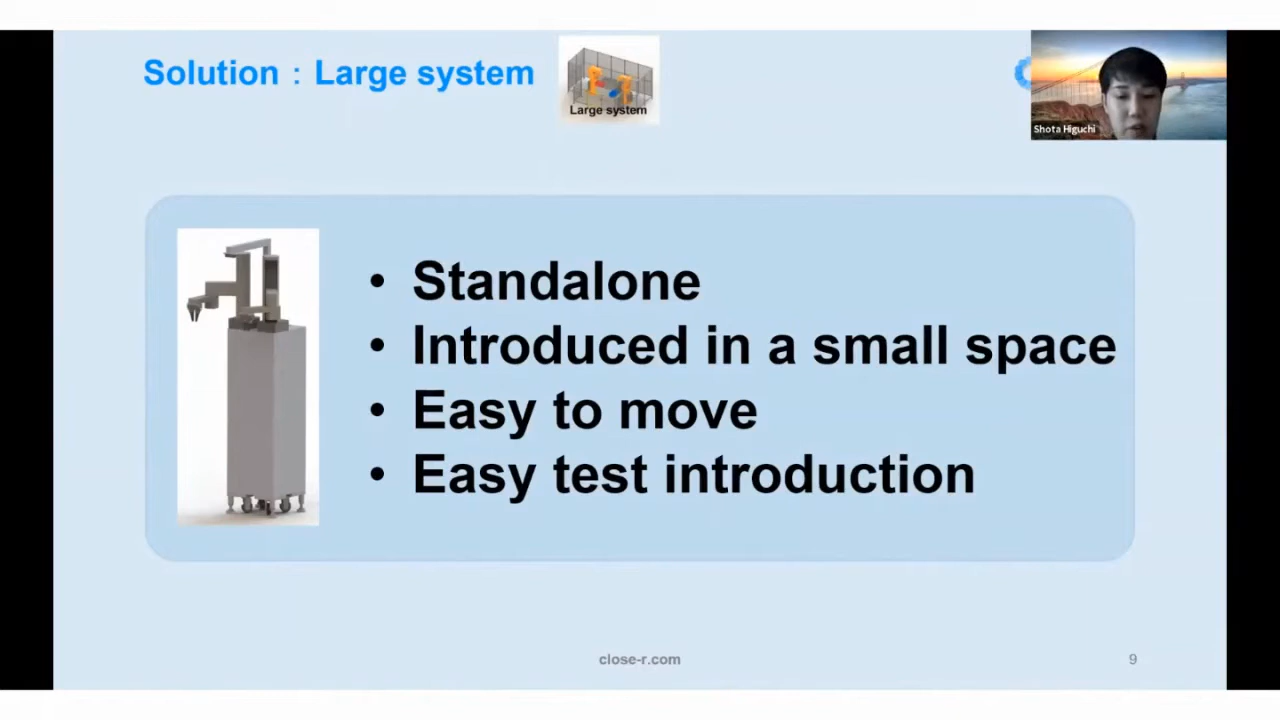 Solution : Large system
Large system
Shota Higuchi
• Standalone
• Introduced in a small space
• Easy to move
• Easy test introduction
close-r.com
9